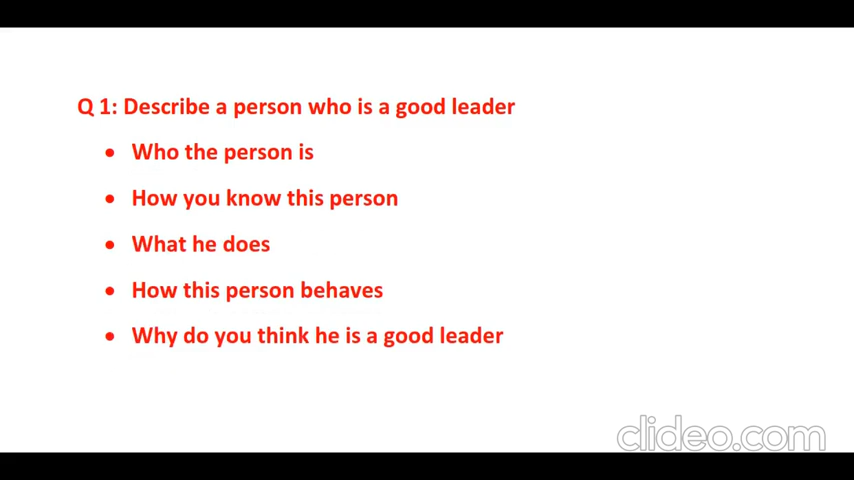 Q 1: Describe a person who is a good leader
• Who the person is
• How you know this person
• What he does
• How this person behaves
• Why do you think he is a good leader
clideo.com